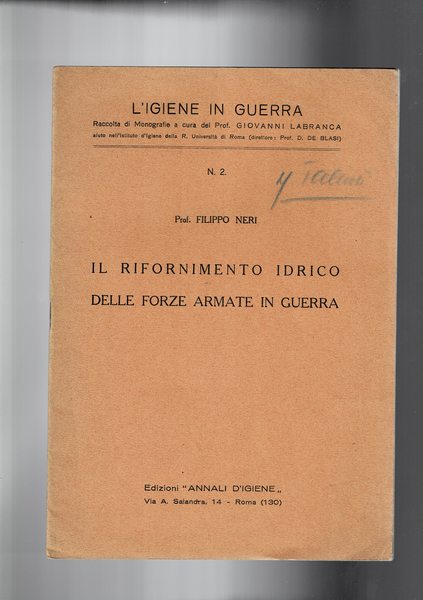 L'IGIENE IN GUERRA
Raccolta di Monografie a cura del Prof. GIOVANNI LABRANCA
aiuto nell'Istituto d'Igiene della R. Università di Roma (direttore: Prof. D. DE BLASI)
N. 2.
Prof. FILIPPO NERI
IL RIFORNIMENTO IDRICO
DELLE FORZE ARMATE IN GUERRA
Edizioni "ANNALI D'IGIENE„
Via A. Salandra, 14 - Roma (130)